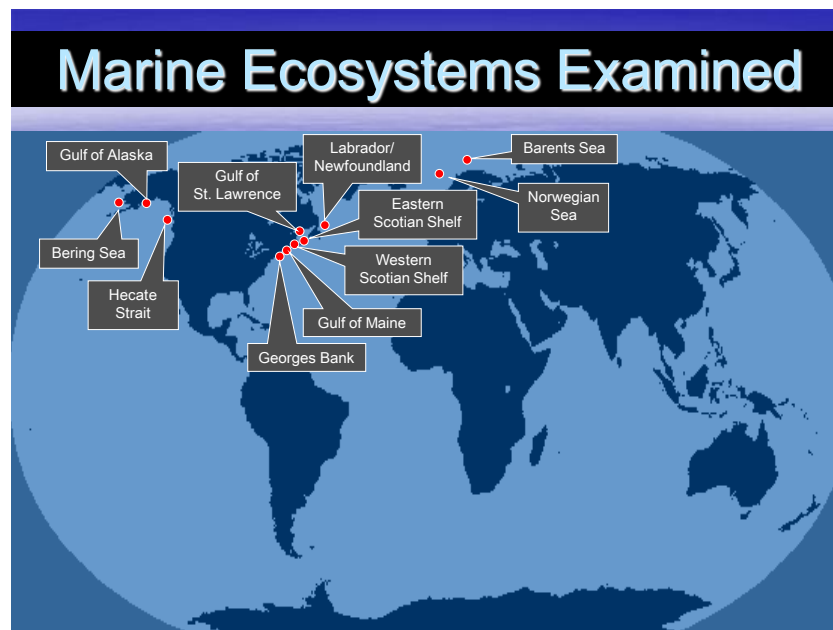 Marine Ecosystems Examined
Gulf of Alaska
Gulf of
St. Lawrence
Labrador/
Newfoundland
Barents Sea
Norwegian
Sea
Eastern
Scotian Shelf
Bering Sea
Western
Scotian Shelf
Hecate
Strait
Gulf of Maine
Georges Bank